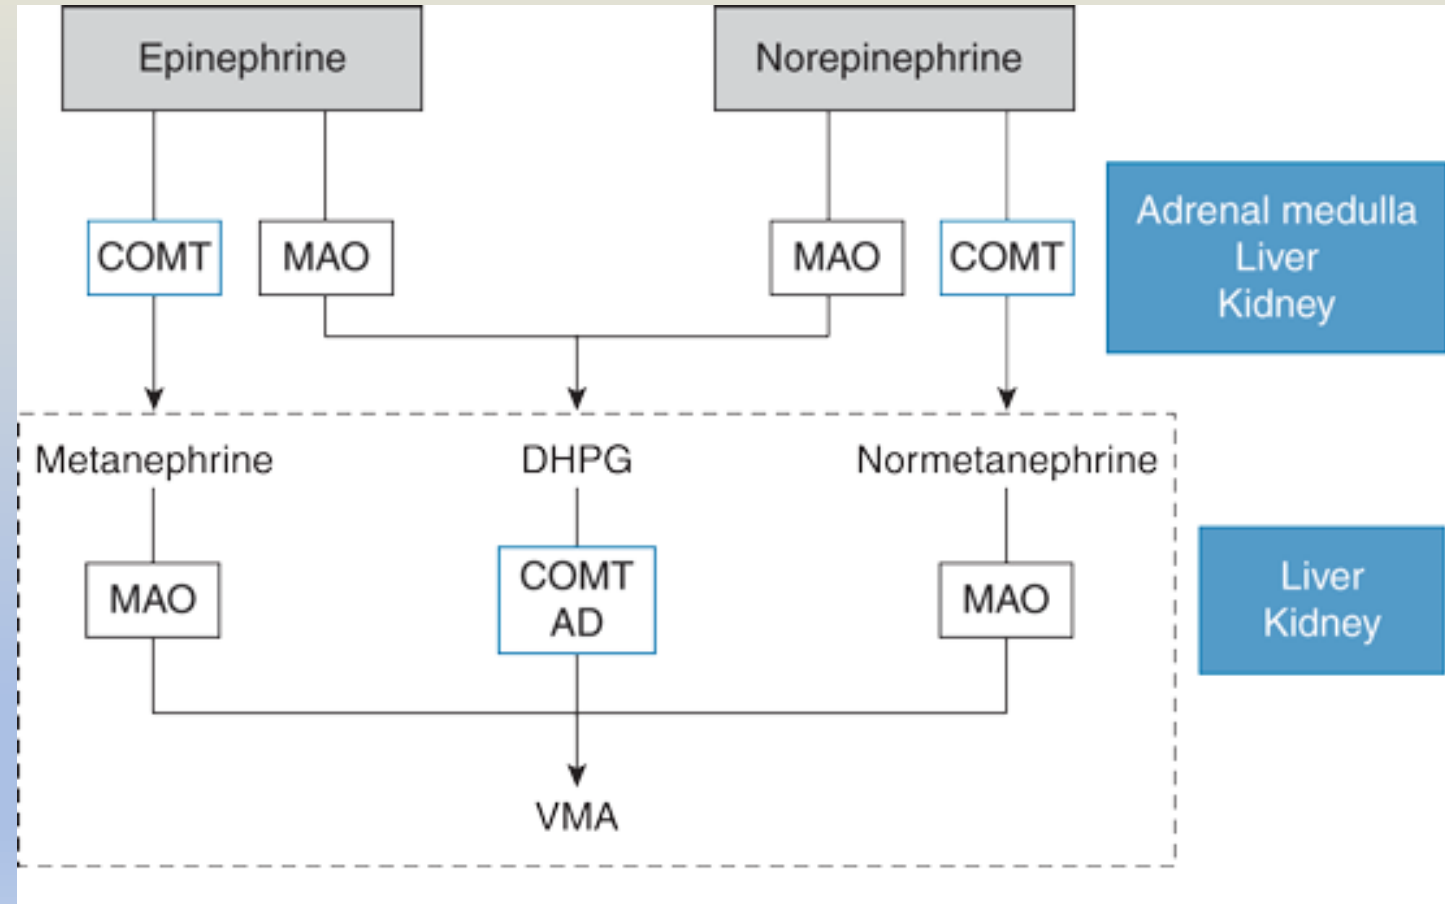 Epinephrine
Norepinephrine
COMT
MAO
MAO
COMT
Adrenal medulla
Liver
Kidney
Metanephrine
DHPG
Normetanephrine
MAO
COMT
AD
MAO
Liver
Kidney
VMA